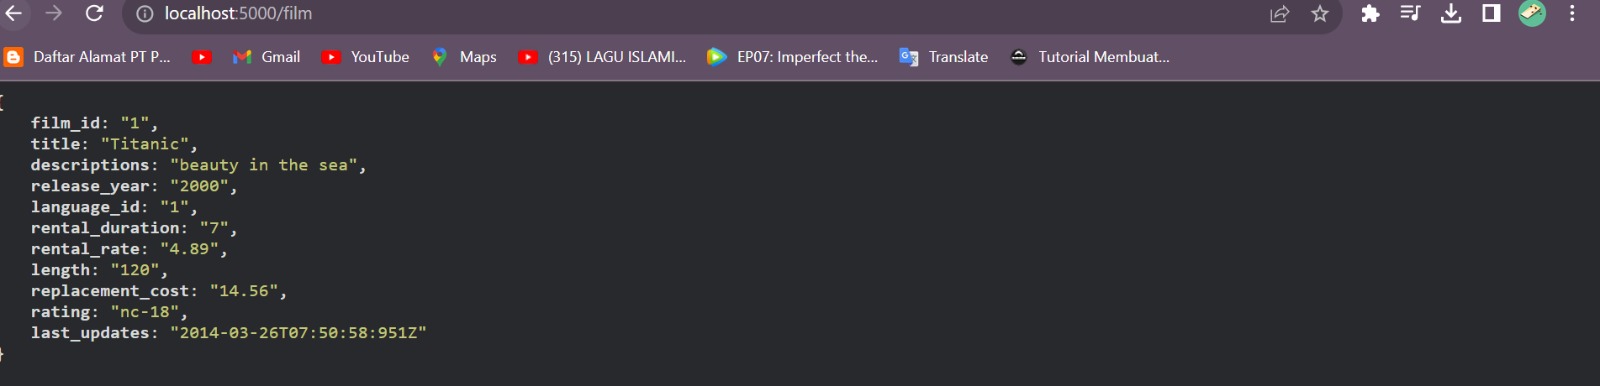 localhost:5000/film
Daftar Alamat PT P... Gmail YouTube Maps (315) LAGU ISLAMI... EP07: Imperfect the... Translate Tutorial Membuat...
{
film_id: "1",
title: "Titanic",
descriptions: "beauty in the sea",
release_year: "2000",
language_id: "1",
rental_duration: "7",
rental_rate: "4.89",
length: "120",
replacement_cost: "14.56",
rating: "nc-18",
last_updates: "2014-03-26T07:50:58:951Z"
}